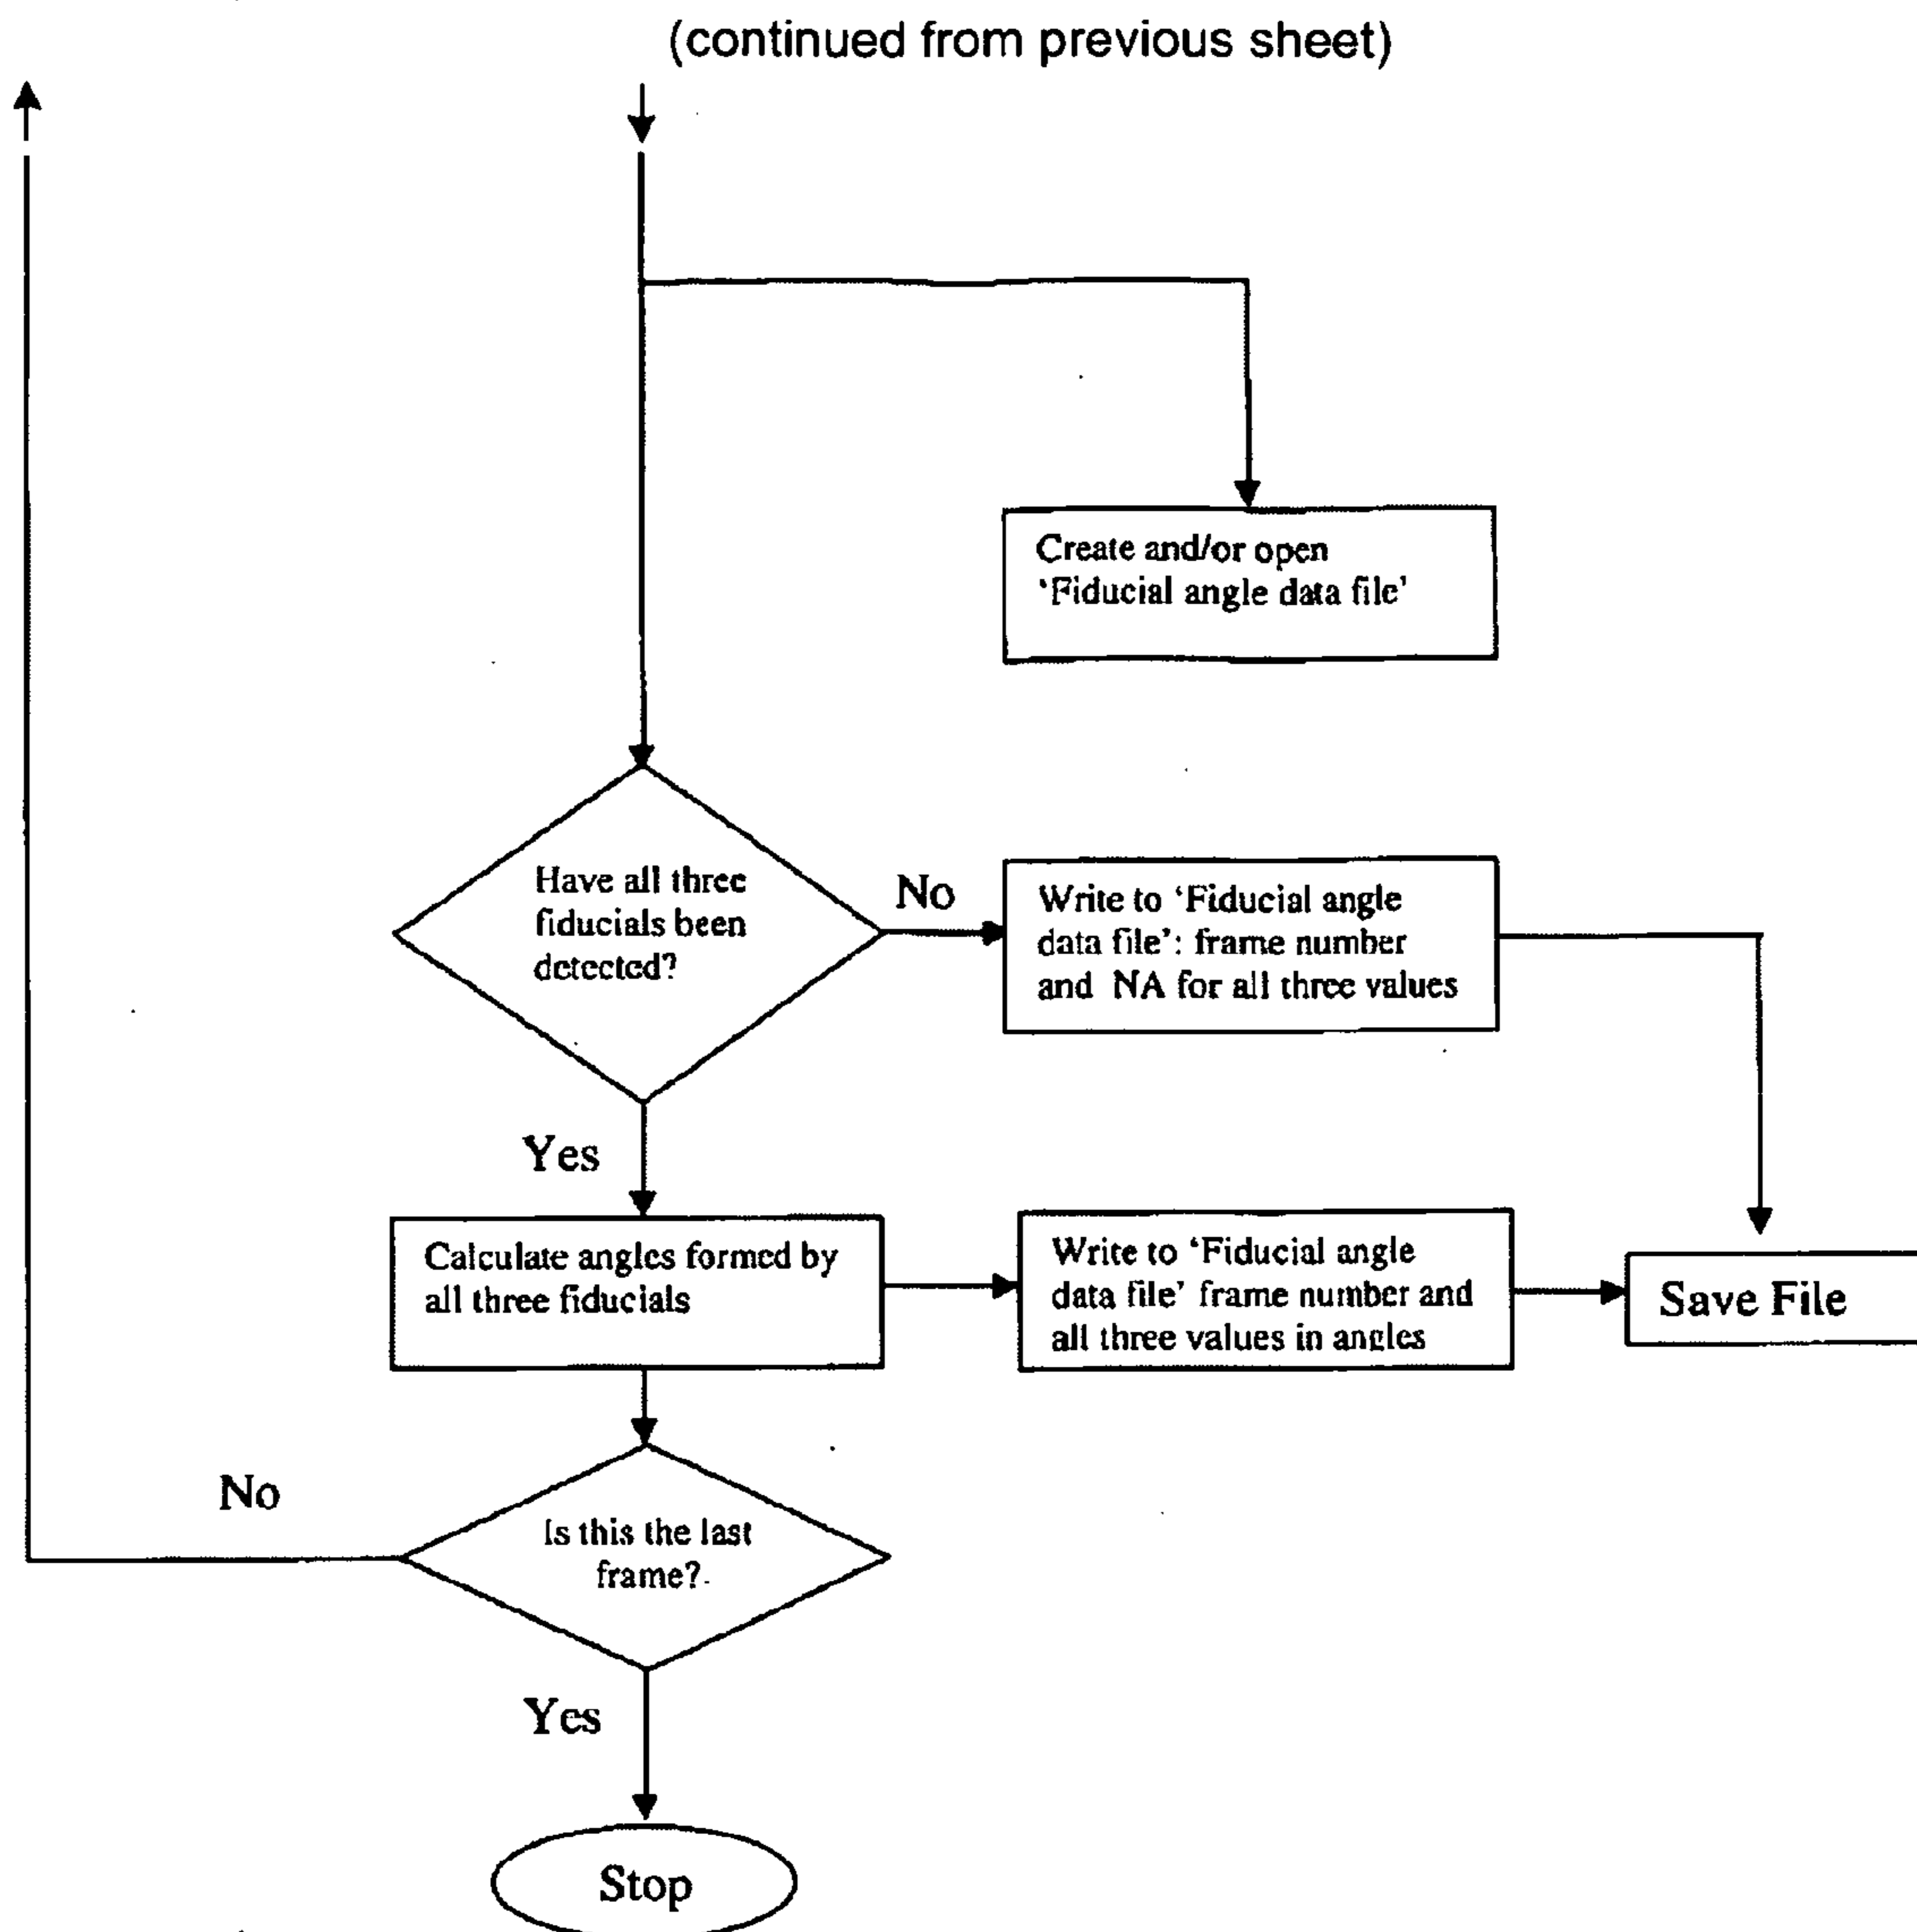 (continued from previous sheet)
Create and/or open
‘Fiducial angle data file’
Have all three
fiducials been
detected?
No
Write to ‘Fiducial angle
data file’: frame number
and NA for all three values
Yes
Calculate angles formed by
all three fiducials
Write to ‘Fiducial angle
data file’ frame number and
all three values in angles
Save File
No
Is this the last
frame?
Yes
Stop